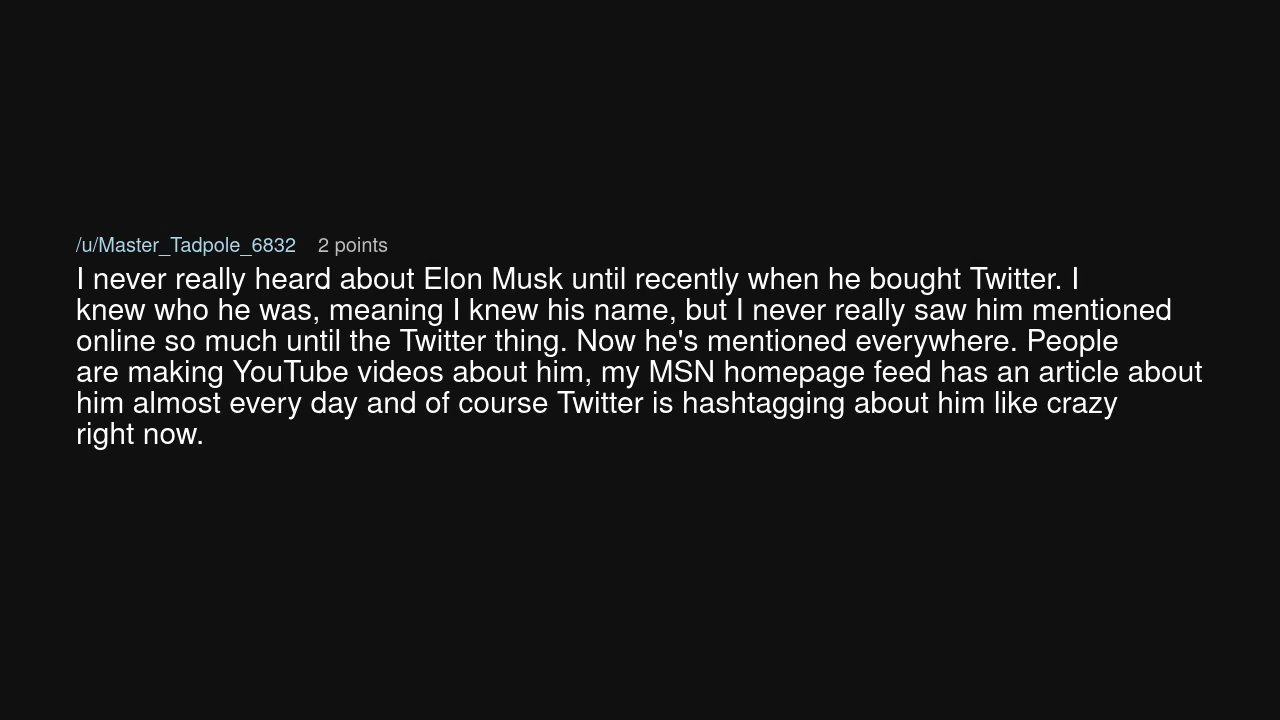 /u/Master_Tadpole_6832 2 points
I never really heard about Elon Musk until recently when he bought Twitter. I
knew who he was, meaning I knew his name, but I never really saw him mentioned
online so much until the Twitter thing. Now he's mentioned everywhere. People
are making YouTube videos about him, my MSN homepage feed has an article about
him almost every day and of course Twitter is hashtagging about him like crazy
right now.